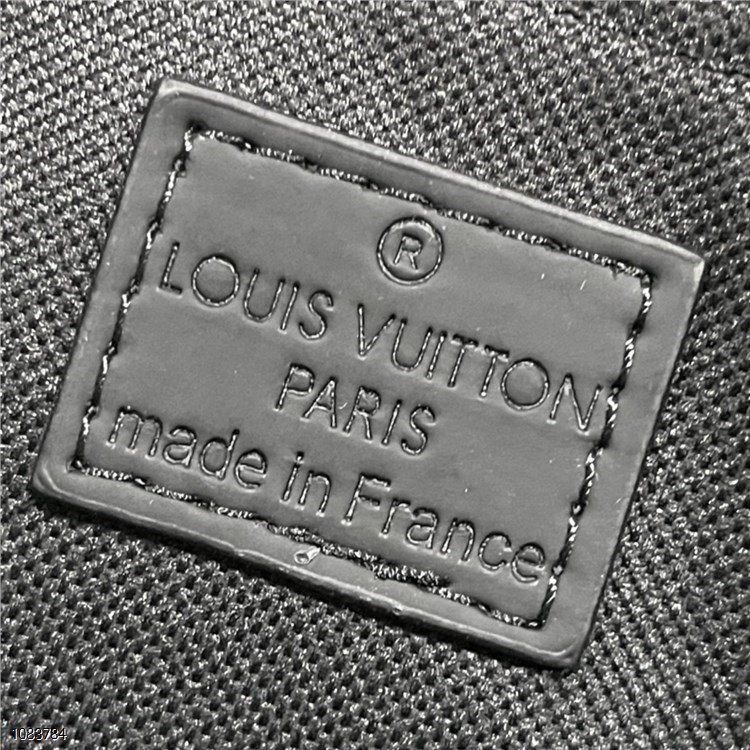 ®
LOUIS VUITTON
PARIS
made in France
1083784